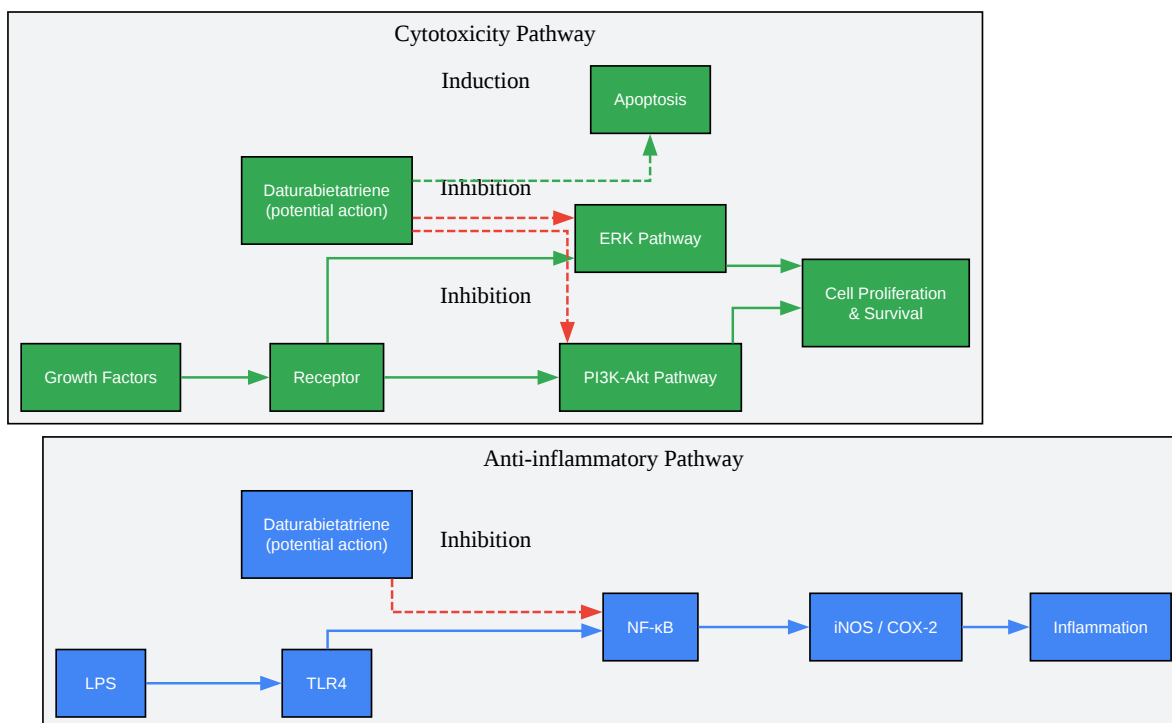 Cytotoxicity Pathway
Induction
Apoptosis
Daturabietatriene
(potential action)
Inhibition
ERK Pathway
Inhibition
Cell Proliferation
& Survival
Growth Factors
Receptor
PI3K-Akt Pathway
Anti-inflammatory Pathway
Daturabietatriene
(potential action)
Inhibition
NF-κB
iNOS / COX-2
Inflammation
LPS
TLR4